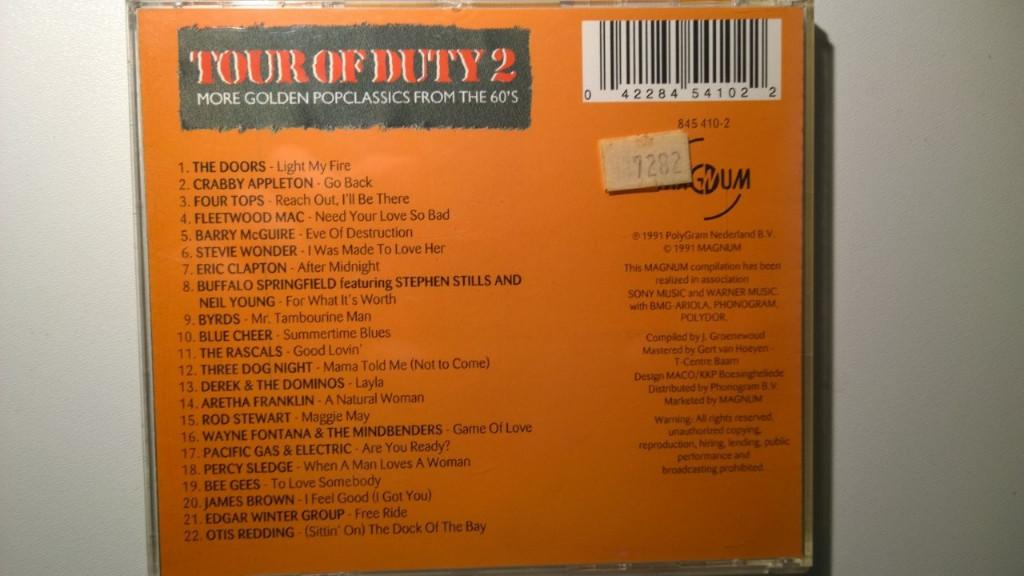 TOUR OF DUTY 2
MORE GOLDEN POPCLASSICS FROM THE 60'S
1. THE DOORS - Light My Fire
2. CRABBY APPLETON - Go Back
3. FOUR TOPS - Reach Out, I'll Be There
4. FLEETWOOD MAC - Need Your Love So Bad
5. BARRY McGUIRE - Eve Of Destruction
6. STEVIE WONDER - I Was Made To Love Her
7. ERIC CLAPTON - After Midnight
8. BUFFALO SPRINGFIELD featuring STEPHEN STILLS AND
NEIL YOUNG - For What It's Worth
9. BYRDS - Mr. Tambourine Man
10. BLUE CHEER - Summertime Blues
11. THE RASCALS - Good Lovin'
12. THREE DOG NIGHT - Mama Told Me (Not to Come)
13. DEREK & THE DOMINOS - Layla
14. ARETHA FRANKLIN - A Natural Woman
15. ROD STEWART - Maggie May
16. WAYNE FONTANA & THE MINDBENDERS - Game Of Love
17. PACIFIC GAS & ELECTRIC - Are You Ready?
18. PERCY SLEDGE - When A Man Loves A Woman
19. BEE GEES - To Love Somebody
20. JAMES BROWN - I Feel Good (I Got You)
21. EDGAR WINTER GROUP - Free Ride
22. OTIS REDDING - (Sittin' On) The Dock Of The Bay
0 42284 54102 2
845 410-2
7282
MAGNUM
℗ 1991 PolyGram Nederland B.V.
© 1991 MAGNUM
This MAGNUM compilation has been
realized in association
SONY MUSIC and WARNER MUSIC.
with BMG-ARIOLA, PHONOGRAM,
POLYDOR.
Compiled by J. Groenewoud
Mastered by Gert van Hoeyen -
T-Centre Baarn
Design MACO/KKP Boesingheliede
Distributed by Phonogram B.V.
Marketed by MAGNUM
Warning: All rights reserved,
unauthorized copying,
reproduction, hiring, lending, public
performance and
broadcasting prohibited.